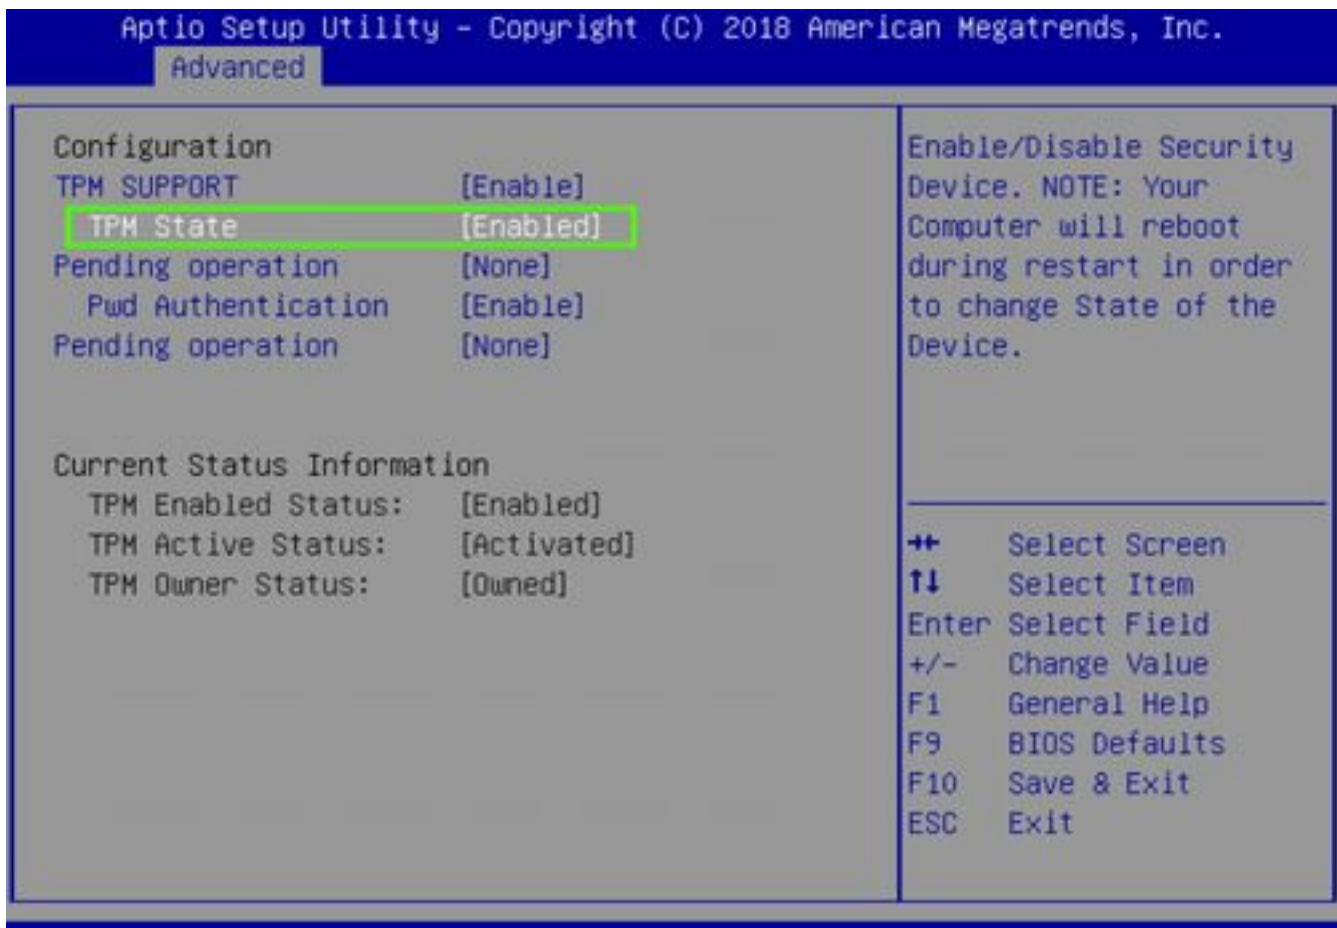 Aptio Setup Utility – Copyright (C) 2018 American Megatrends, Inc.
Advanced
Configuration
TPM SUPPORT [Enable]
TPM State [Enabled]
Pending operation [None]
Pwd Authentication [Enable]
Pending operation [None]
Current Status Information
TPM Enabled Status: [Enabled]
TPM Active Status: [Activated]
TPM Owner Status: [Owned]
Enable/Disable Security
Device. NOTE: Your
Computer will reboot
during restart in order
to change State of the
Device.
→← Select Screen
↑↓ Select Item
Enter Select Field
+/- Change Value
F1 General Help
F9 BIOS Defaults
F10 Save & Exit
ESC Exit